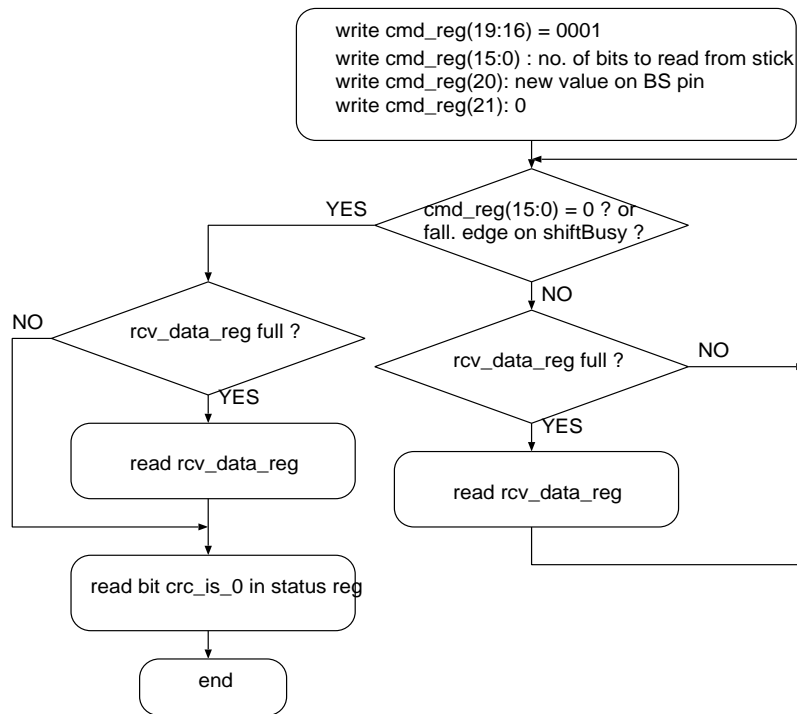 write cmd_reg(19:16) = 0001
write cmd_reg(15:0) : no. of bits to read from stick
write cmd_reg(20): new value on BS pin
write cmd_reg(21): 0
YES
cmd_reg(15:0) = 0 ? or
fall. edge on shiftBusy ?
NO
NO
rcv_data_reg full ?
rcv_data_reg full ?
NO
YES
YES
read rcv_data_reg
read rcv_data_reg
read bit crc_is_0 in status reg
end